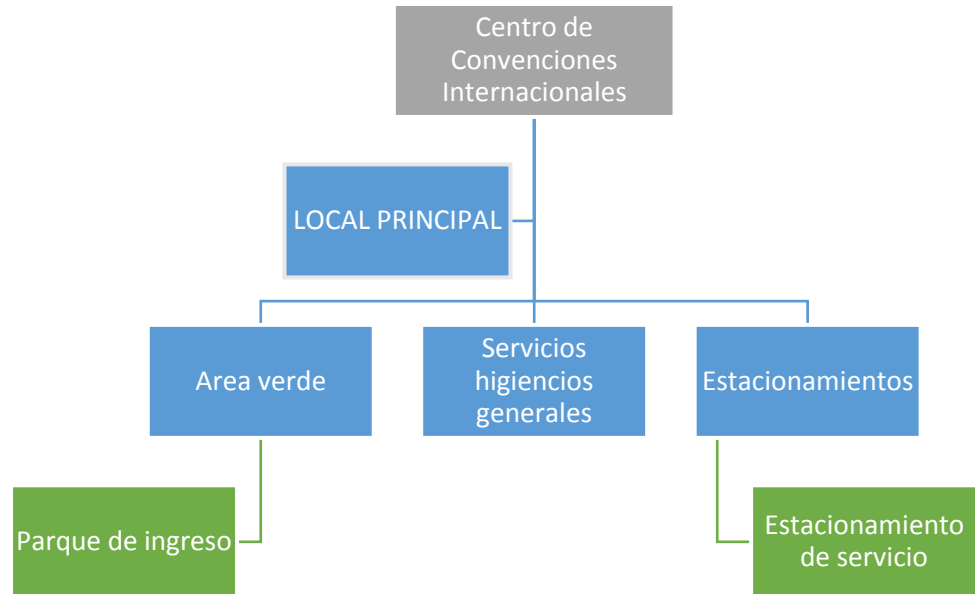 Centro de
Convenciones
Internacionales
LOCAL PRINCIPAL
Area verde
Servicios
higiencios
generales
Estacionamientos
Parque de ingreso
Estacionamiento
de servicio